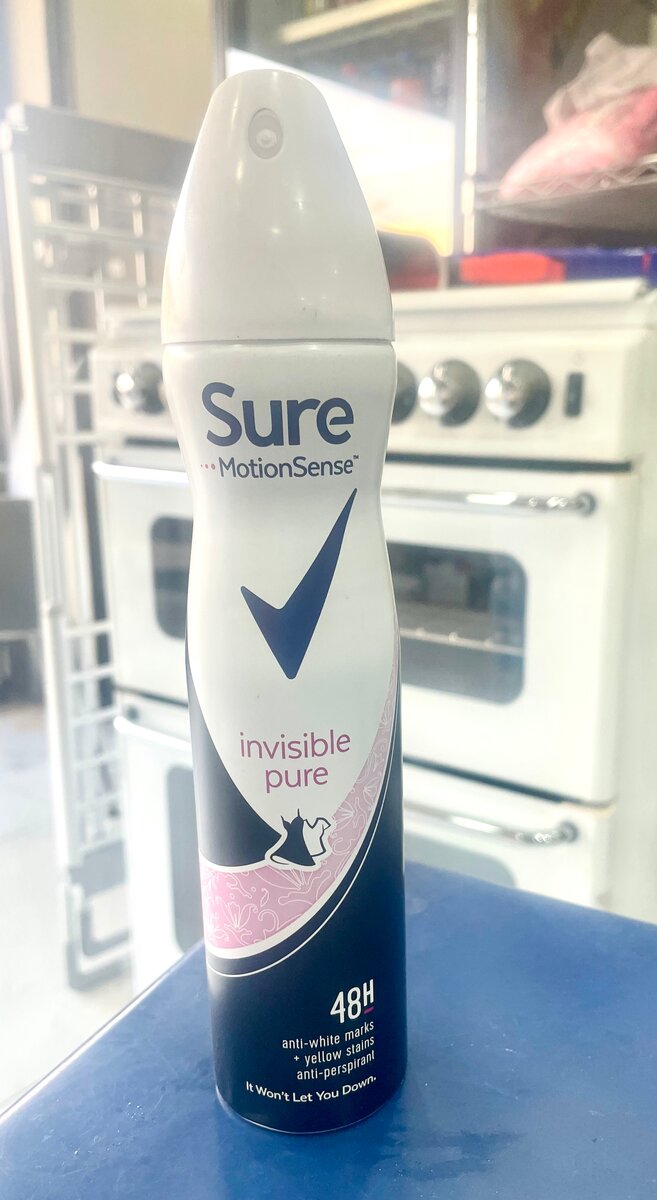 Sure
MotionSense™
invisible
pure
48H
anti-white marks
+ yellow stains
anti-perspirant
It Won't Let You Down.